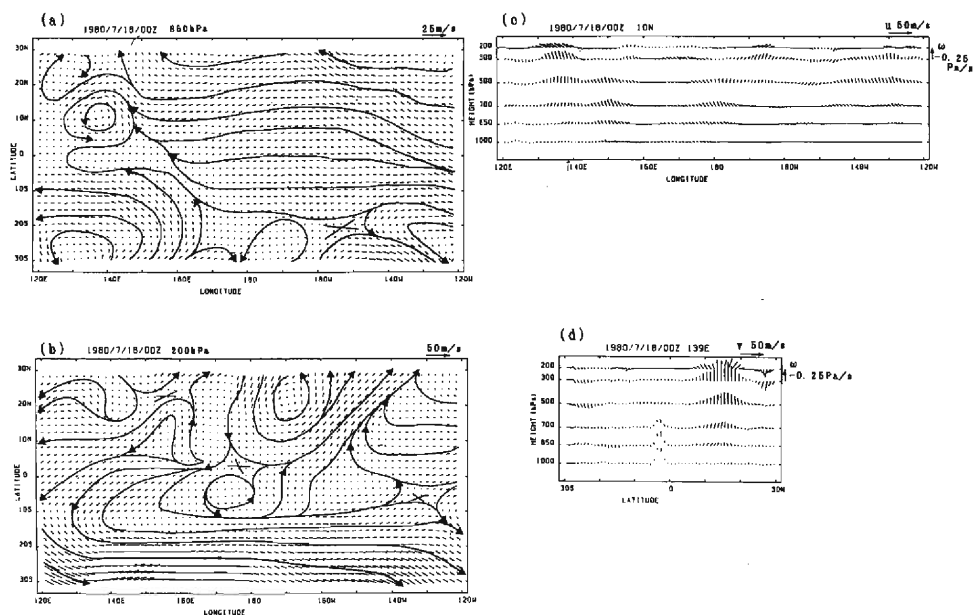 (a)
1980/7/18/00Z 850hPa
25m/s
30N
20N
10N
0
10S
20S
30S
LATITUDE
120E 140E 160E 180 160W 140W 120W
LONGITUDE
(b)
1980/7/18/00Z 200hPa
50m/s
30N
20N
10N
0
10S
20S
30S
LATITUDE
120E 140E 160E 180 160W 140W 120W
LONGITUDE
(c)
1980/7/18/00Z 10N
u 50m/s
ω
-0.25
Pa/s
200
300
500
700
850
1000
HEIGHT(hPa)
120E 140E 160E 180 160W 140W 120W
LONGITUDE
(d)
1980/7/18/00Z 139E
v 50m/s
ω
-0.25Pa/s
200
300
500
700
850
1000
HEIGHT(hPa)
30S 0 30N
LATITUDE